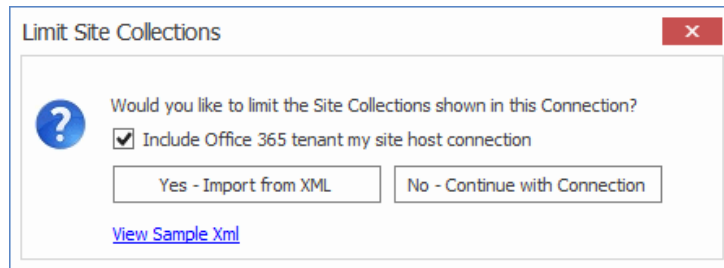 Limit Site Collections
Would you like to limit the Site Collections shown in this Connection?
Include Office 365 tenant my site host connection
Yes - Import from XML No - Continue with Connection
View Sample Xml